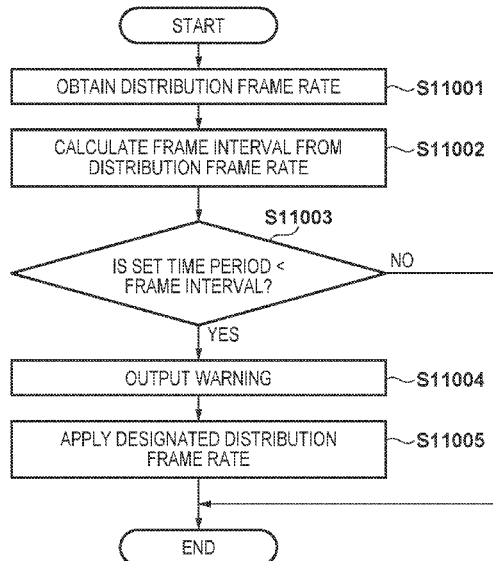 START
OBTAIN DISTRIBUTION FRAME RATE
S11001
CALCULATE FRAME INTERVAL FROM
DISTRIBUTION FRAME RATE
S11002
S11003
IS SET TIME PERIOD <
FRAME INTERVAL?
NO
YES
OUTPUT WARNING
S11004
APPLY DESIGNATED DISTRIBUTION
FRAME RATE
S11005
END